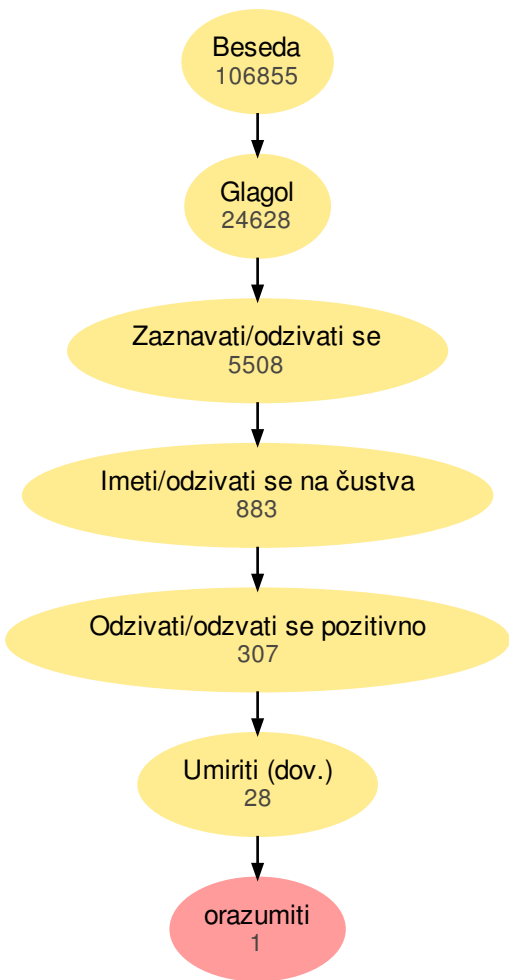 Beseda
106855
Glagol
24628
Zaznavati/odzivati se
5508
Imeti/odzivati se na čustva
883
Odzivati/odzvati se pozitivno
307
Umiriti (dov.)
28
orazumiti
1